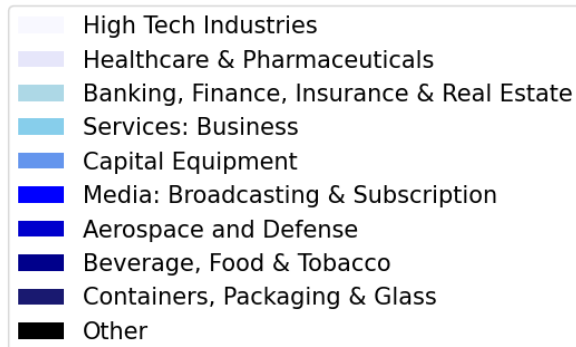 High Tech Industries
Healthcare & Pharmaceuticals
Banking, Finance, Insurance & Real Estate
Services: Business
Capital Equipment
Media: Broadcasting & Subscription
Aerospace and Defense
Beverage, Food & Tobacco
Containers, Packaging & Glass
Other